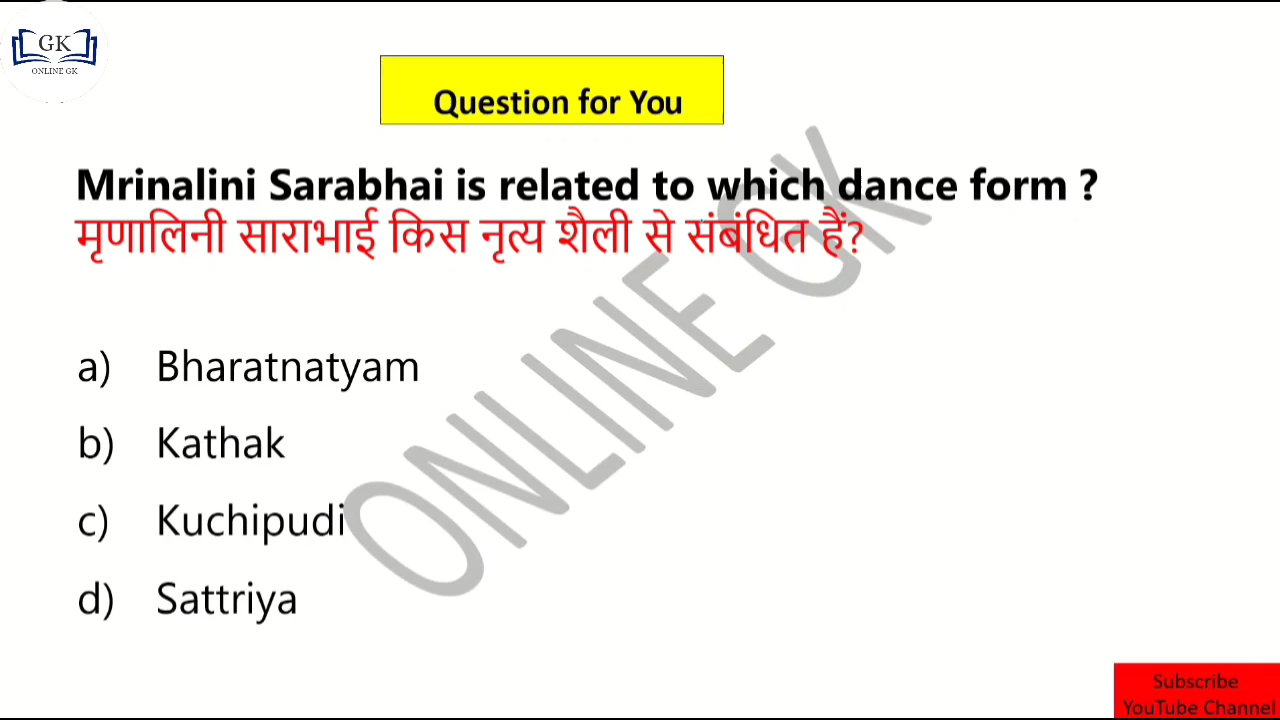 GK
ONLINE GK
Question for You
Mrinalini Sarabhai is related to which dance form ?
मृणालिनी साराभाई किस नृत्य शैली से संबंधित हैं?
a) Bharatnatyam
b) Kathak
c) Kuchipudi
d) Sattriya
ONLINE GK
Subscribe
YouTube Channel